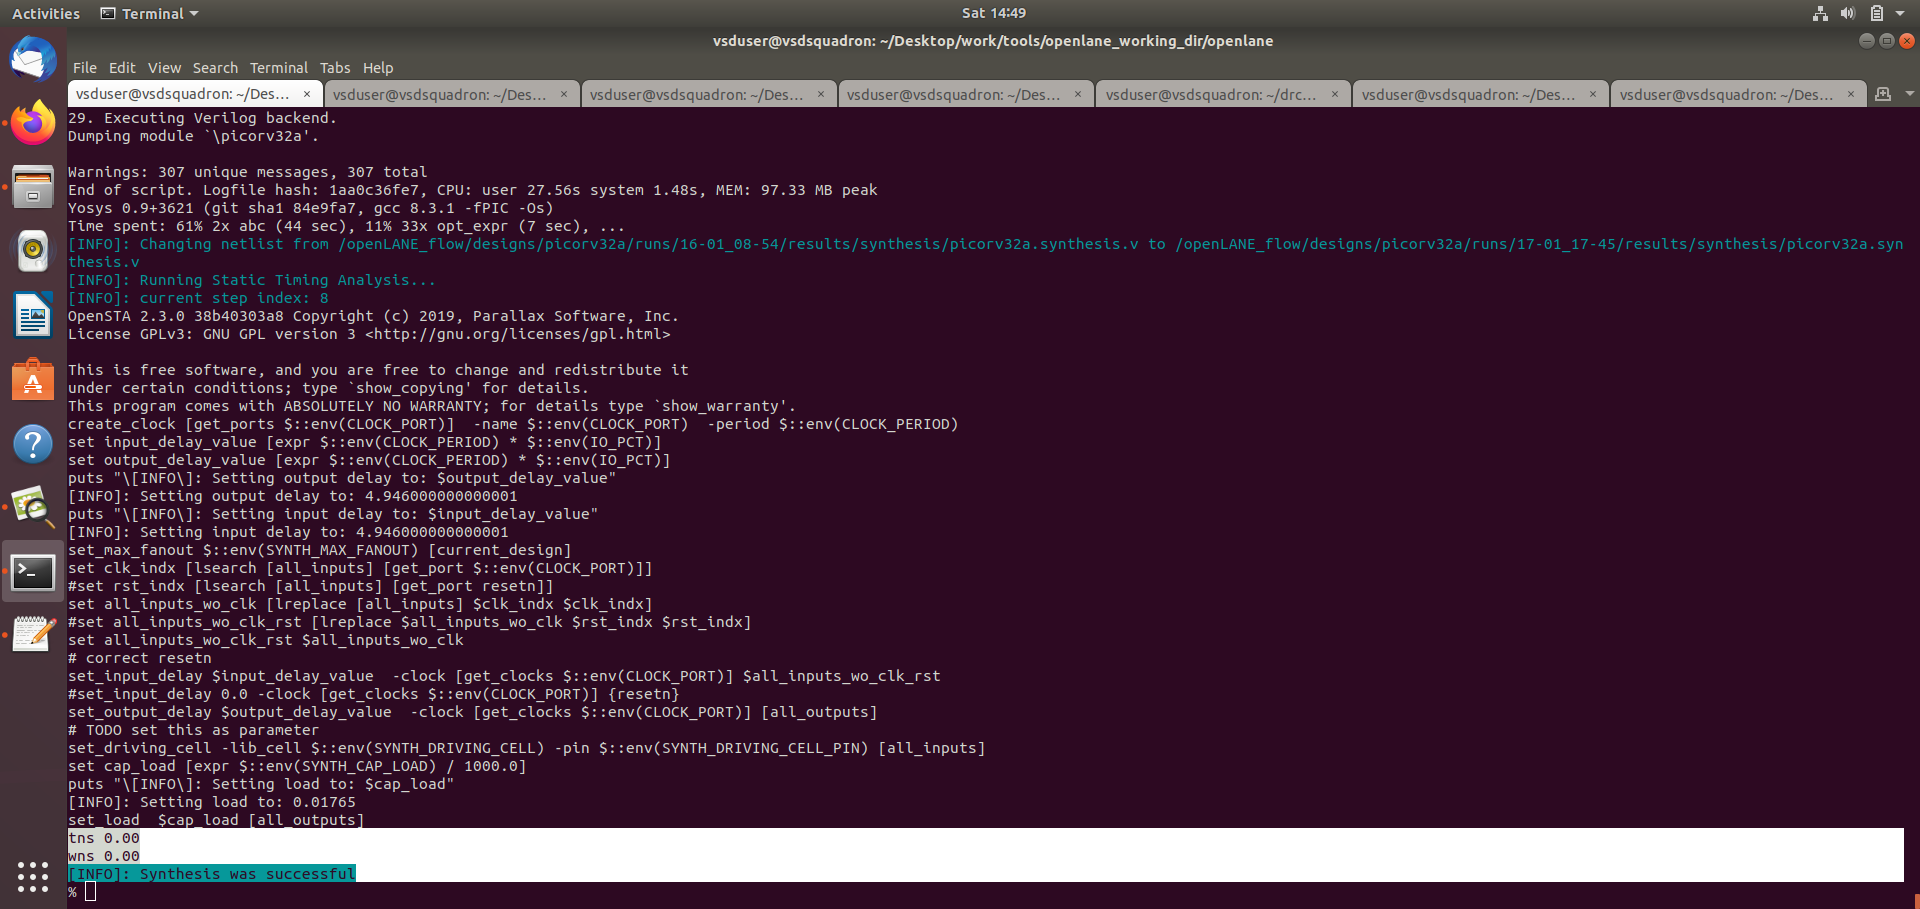 Activities
Terminal
Sat 14:49
vsduser@vsdsquadron: ~/Desktop/work/tools/openlane_working_dir/openlane
File Edit View Search Terminal Tabs Help
vsduser@vsdsquadron: ~/Des... × vsduser@vsdsquadron: ~/Des... × vsduser@vsdsquadron: ~/Des... × vsduser@vsdsquadron: ~/Des... × vsduser@vsdsquadron: ~/drc... × vsduser@vsdsquadron: ~/Des... × vsduser@vsdsquadron: ~/Des... ×
29. Executing Verilog backend.
Dumping module `\picorv32a'.
Warnings: 307 unique messages, 307 total
End of script. Logfile hash: 1aa0c36fe7, CPU: user 27.56s system 1.48s, MEM: 97.33 MB peak
Yosys 0.9+3621 (git sha1 84e9fa7, gcc 8.3.1 -fPIC -Os)
Time spent: 61% 2x abc (44 sec), 11% 33x opt_expr (7 sec), ...
[INFO]: Changing netlist from /openLANE_flow/designs/picorv32a/runs/16-01_08-54/results/synthesis/picorv32a.synthesis.v to /openLANE_flow/designs/picorv32a/runs/17-01_17-45/results/synthesis/picorv32a.syn
thesis.v
[INFO]: Running Static Timing Analysis...
[INFO]: current step index: 8
OpenSTA 2.3.0 38b40303a8 Copyright (c) 2019, Parallax Software, Inc.
License GPLv3: GNU GPL version 3 <http://gnu.org/licenses/gpl.html>
This is free software, and you are free to change and redistribute it
under certain conditions; type `show_copying' for details.
This program comes with ABSOLUTELY NO WARRANTY; for details type `show_warranty'.
create_clock [get_ports $::env(CLOCK_PORT)]  -name $::env(CLOCK_PORT)  -period $::env(CLOCK_PERIOD)
set input_delay_value [expr $::env(CLOCK_PERIOD) * $::env(IO_PCT)]
set output_delay_value [expr $::env(CLOCK_PERIOD) * $::env(IO_PCT)]
puts "\[INFO\]: Setting output delay to: $output_delay_value"
[INFO]: Setting output delay to: 4.946000000000001
puts "\[INFO\]: Setting input delay to: $input_delay_value"
[INFO]: Setting input delay to: 4.946000000000001
set_max_fanout $::env(SYNTH_MAX_FANOUT) [current_design]
set clk_indx [lsearch [all_inputs] [get_port $::env(CLOCK_PORT)]]
#set rst_indx [lsearch [all_inputs] [get_port resetn]]
set all_inputs_wo_clk [lreplace [all_inputs] $clk_indx $clk_indx]
#set all_inputs_wo_clk_rst [lreplace $all_inputs_wo_clk $rst_indx $rst_indx]
set all_inputs_wo_clk_rst $all_inputs_wo_clk
# correct resetn
set_input_delay $input_delay_value  -clock [get_clocks $::env(CLOCK_PORT)] $all_inputs_wo_clk_rst
#set_input_delay 0.0 -clock [get_clocks $::env(CLOCK_PORT)] {resetn}
set_output_delay $output_delay_value  -clock [get_clocks $::env(CLOCK_PORT)] [all_outputs]
# TODO set this as parameter
set_driving_cell -lib_cell $::env(SYNTH_DRIVING_CELL) -pin $::env(SYNTH_DRIVING_CELL_PIN) [all_inputs]
set cap_load [expr $::env(SYNTH_CAP_LOAD) / 1000.0]
puts "\[INFO\]: Setting load to: $cap_load"
[INFO]: Setting load to: 0.01765
set_load  $cap_load [all_outputs]
tns 0.00
wns 0.00
[INFO]: Synthesis was successful
%